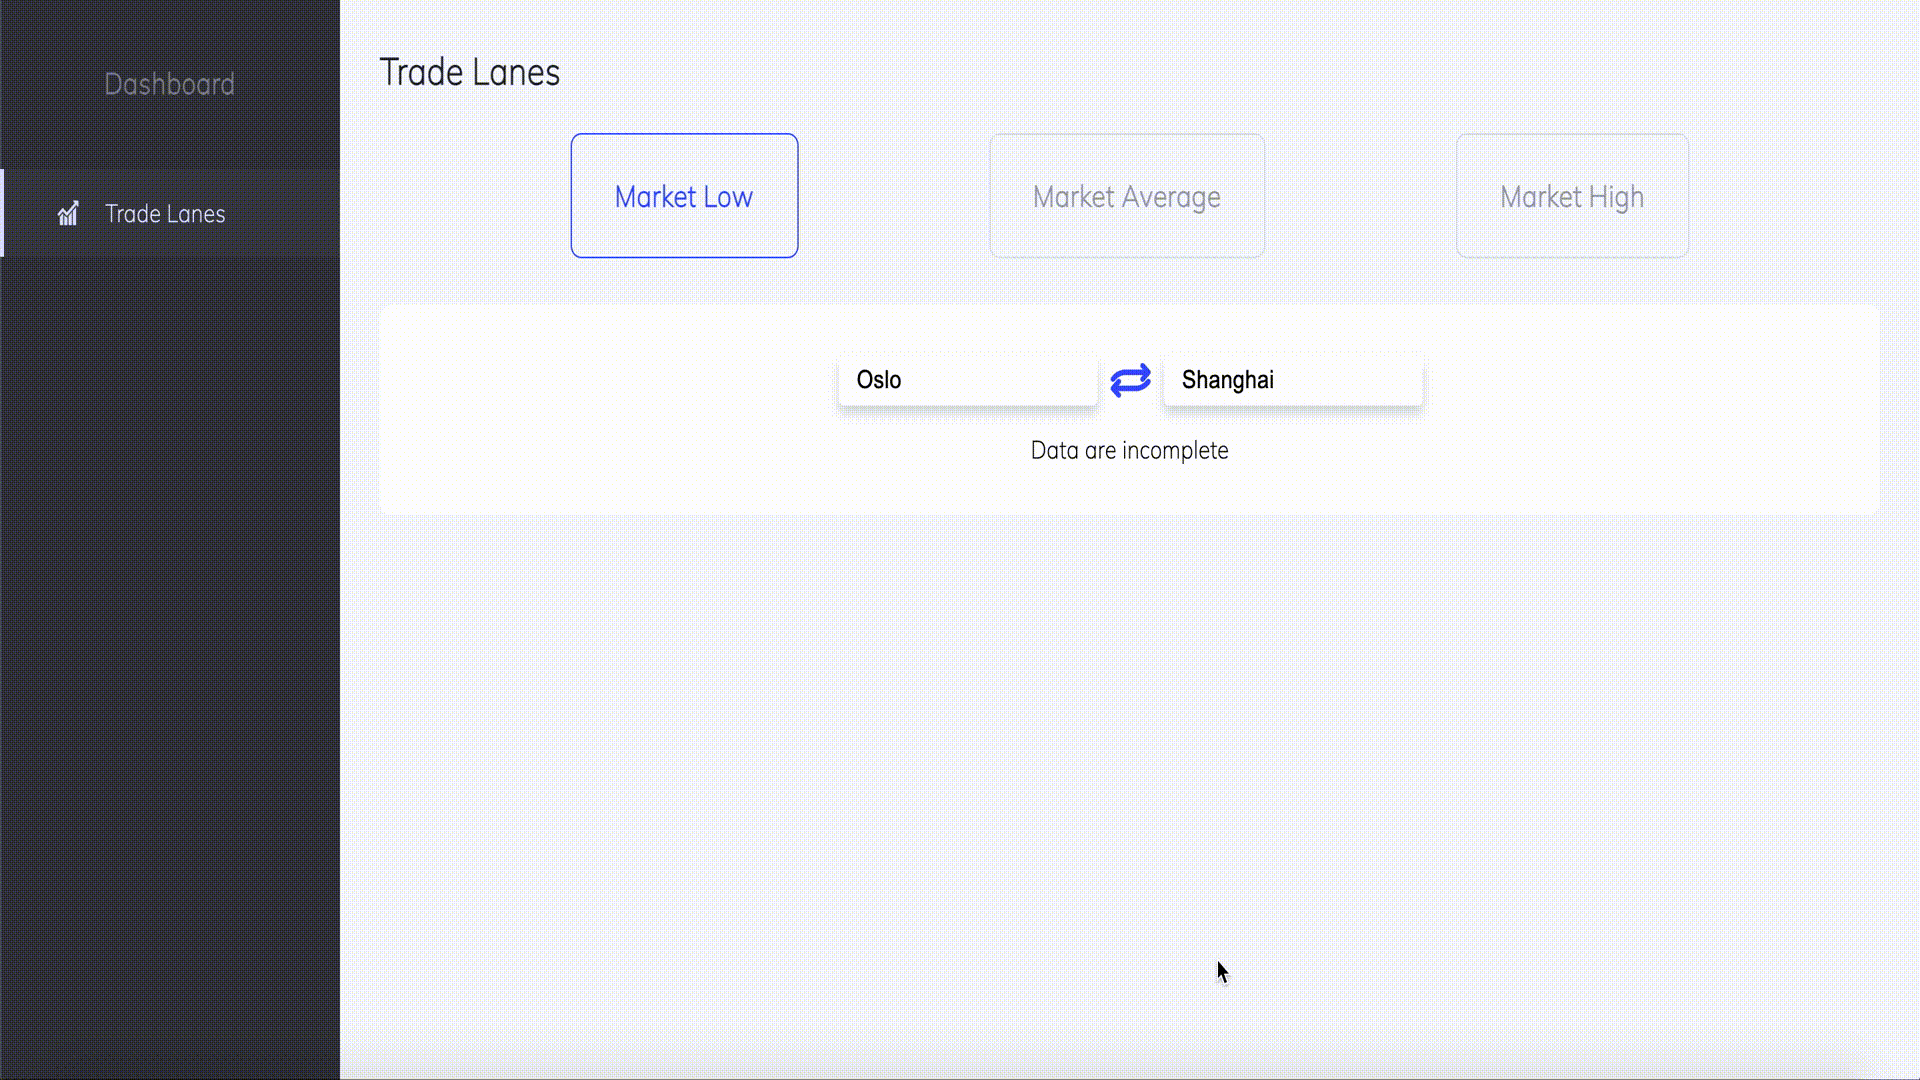 Dashboard
Trade Lanes
Trade Lanes
Market Low
Market Average
Market High
Oslo
Shanghai
Data are incomplete